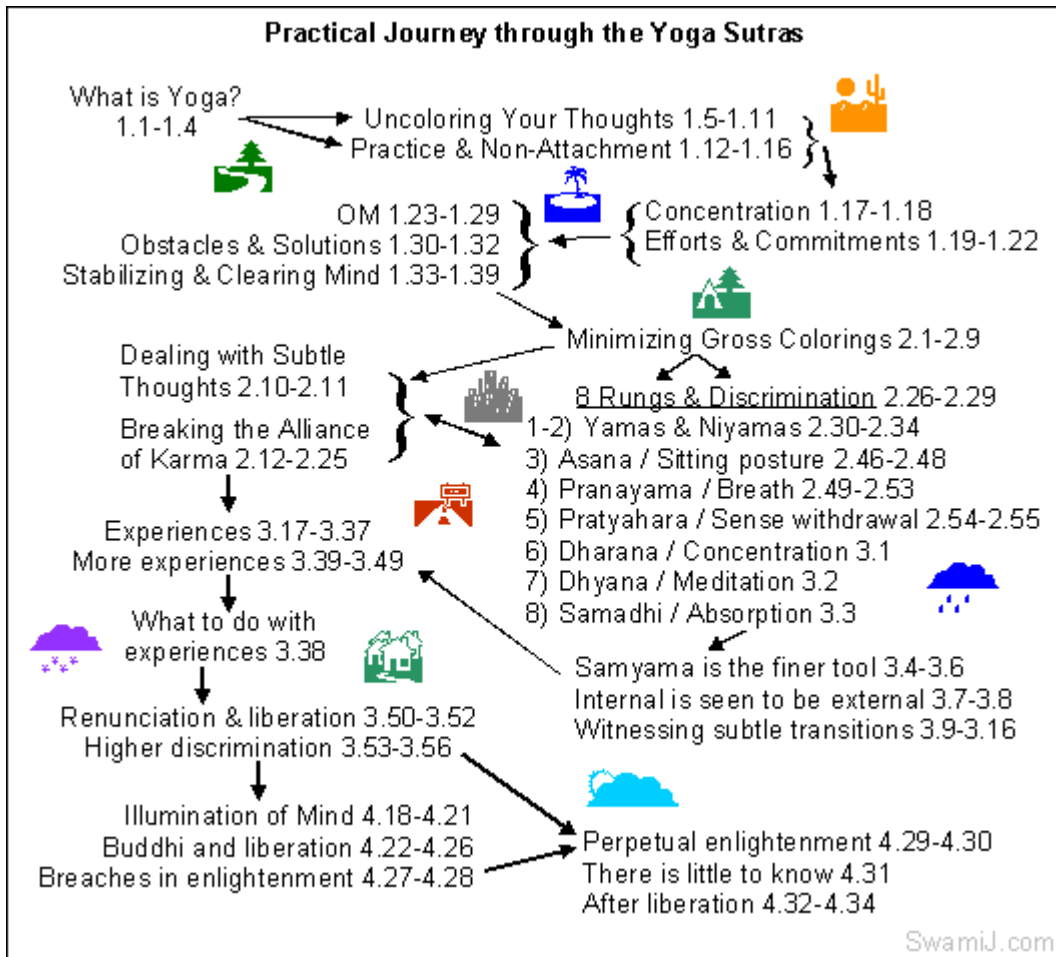 Practical Journey through the Yoga Sutras
What is Yoga?
1.1-1.4
Uncoloring Your Thoughts 1.5-1.11
Practice & Non-Attachment 1.12-1.16
OM 1.23-1.29
Obstacles & Solutions 1.30-1.32
Stabilizing & Clearing Mind 1.33-1.39
Concentration 1.17-1.18
Efforts & Commitments 1.19-1.22
Minimizing Gross Colorings 2.1-2.9
Dealing with Subtle
Thoughts 2.10-2.11
Breaking the Alliance
of Karma 2.12-2.25
8 Rungs & Discrimination 2.26-2.29
1-2) Yamas & Niyamas 2.30-2.34
3) Asana / Sitting posture 2.46-2.48
4) Pranayama / Breath 2.49-2.53
5) Pratyahara / Sense withdrawal 2.54-2.55
6) Dharana / Concentration 3.1
7) Dhyana / Meditation 3.2
8) Samadhi / Absorption 3.3
Experiences 3.17-3.37
More experiences 3.39-3.49
What to do with
experiences 3.38
Samyama is the finer tool 3.4-3.6
Internal is seen to be external 3.7-3.8
Witnessing subtle transitions 3.9-3.16
Renunciation & liberation 3.50-3.52
Higher discrimination 3.53-3.56
Illumination of Mind 4.18-4.21
Buddhi and liberation 4.22-4.26
Breaches in enlightenment 4.27-4.28
Perpetual enlightenment 4.29-4.30
There is little to know 4.31
After liberation 4.32-4.34
SwamiJ.com